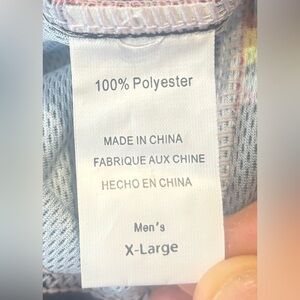 100% Polyester
MADE IN CHINA
FABRIQUE AUX CHINE
HECHO EN CHINA
Men's
X-Large